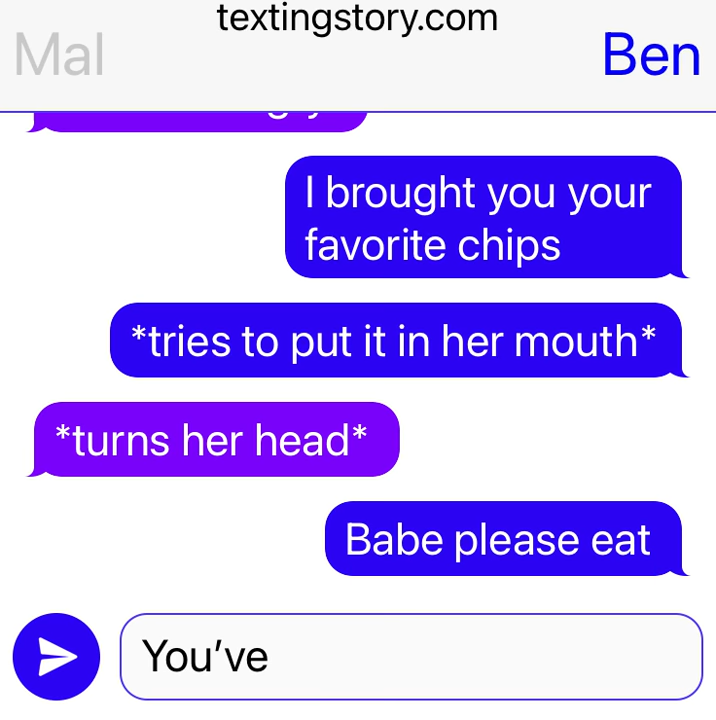 textingstory.com
Mal
Ben
I brought you your
favorite chips
*tries to put it in her mouth*
*turns her head*
Babe please eat
You’ve